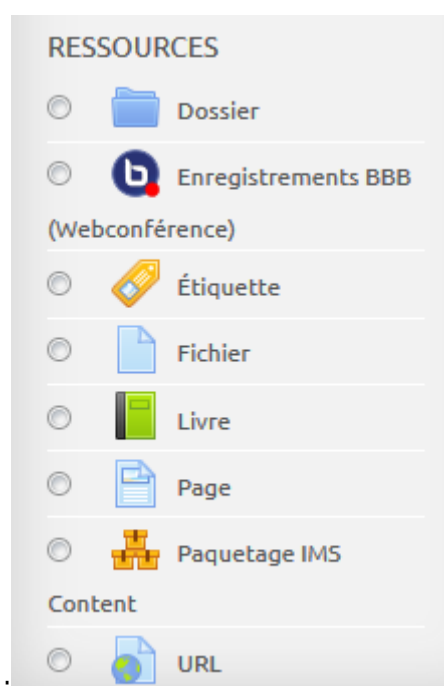 RESSOURCES
Dossier
Enregistrements BBB
(Webconférence)
Étiquette
Fichier
Livre
Page
Paquetage IMS
Content
URL
.